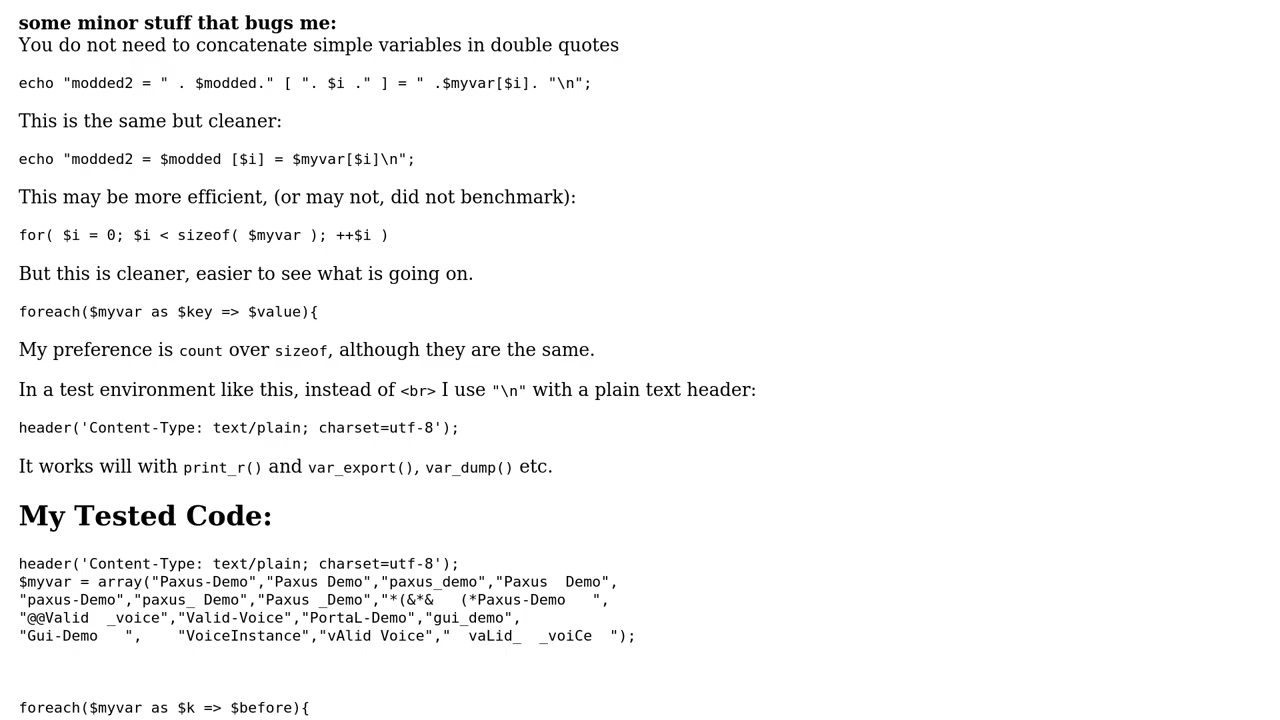 some minor stuff that bugs me:
You do not need to concatenate simple variables in double quotes
echo "modded2 = " . $modded." [ ". $i ." ] = " .$myvar[$i]. "\n";
This is the same but cleaner:
echo "modded2 = $modded [$i] = $myvar[$i]\n";
This may be more efficient, (or may not, did not benchmark):
for( $i = 0; $i < sizeof( $myvar ); ++$i )
But this is cleaner, easier to see what is going on.
foreach($myvar as $key => $value){
My preference is count over sizeof, although they are the same.
In a test environment like this, instead of <br> I use "\n" with a plain text header:
header('Content-Type: text/plain; charset=utf-8');
It works will with print_r() and var_export(), var_dump() etc.
My Tested Code:
header('Content-Type: text/plain; charset=utf-8');
$myvar = array("Paxus-Demo","Paxus Demo","paxus_demo","Paxus  Demo",
"paxus-Demo","paxus_ Demo","Paxus _Demo","*(&*&   (*Paxus-Demo   ",
"@@Valid  _voice","Valid-Voice","PortaL-Demo","gui_demo",
"Gui-Demo   ",    "VoiceInstance","vAlid Voice","  vaLid_  _voiCe  ");
foreach($myvar as $k => $before){